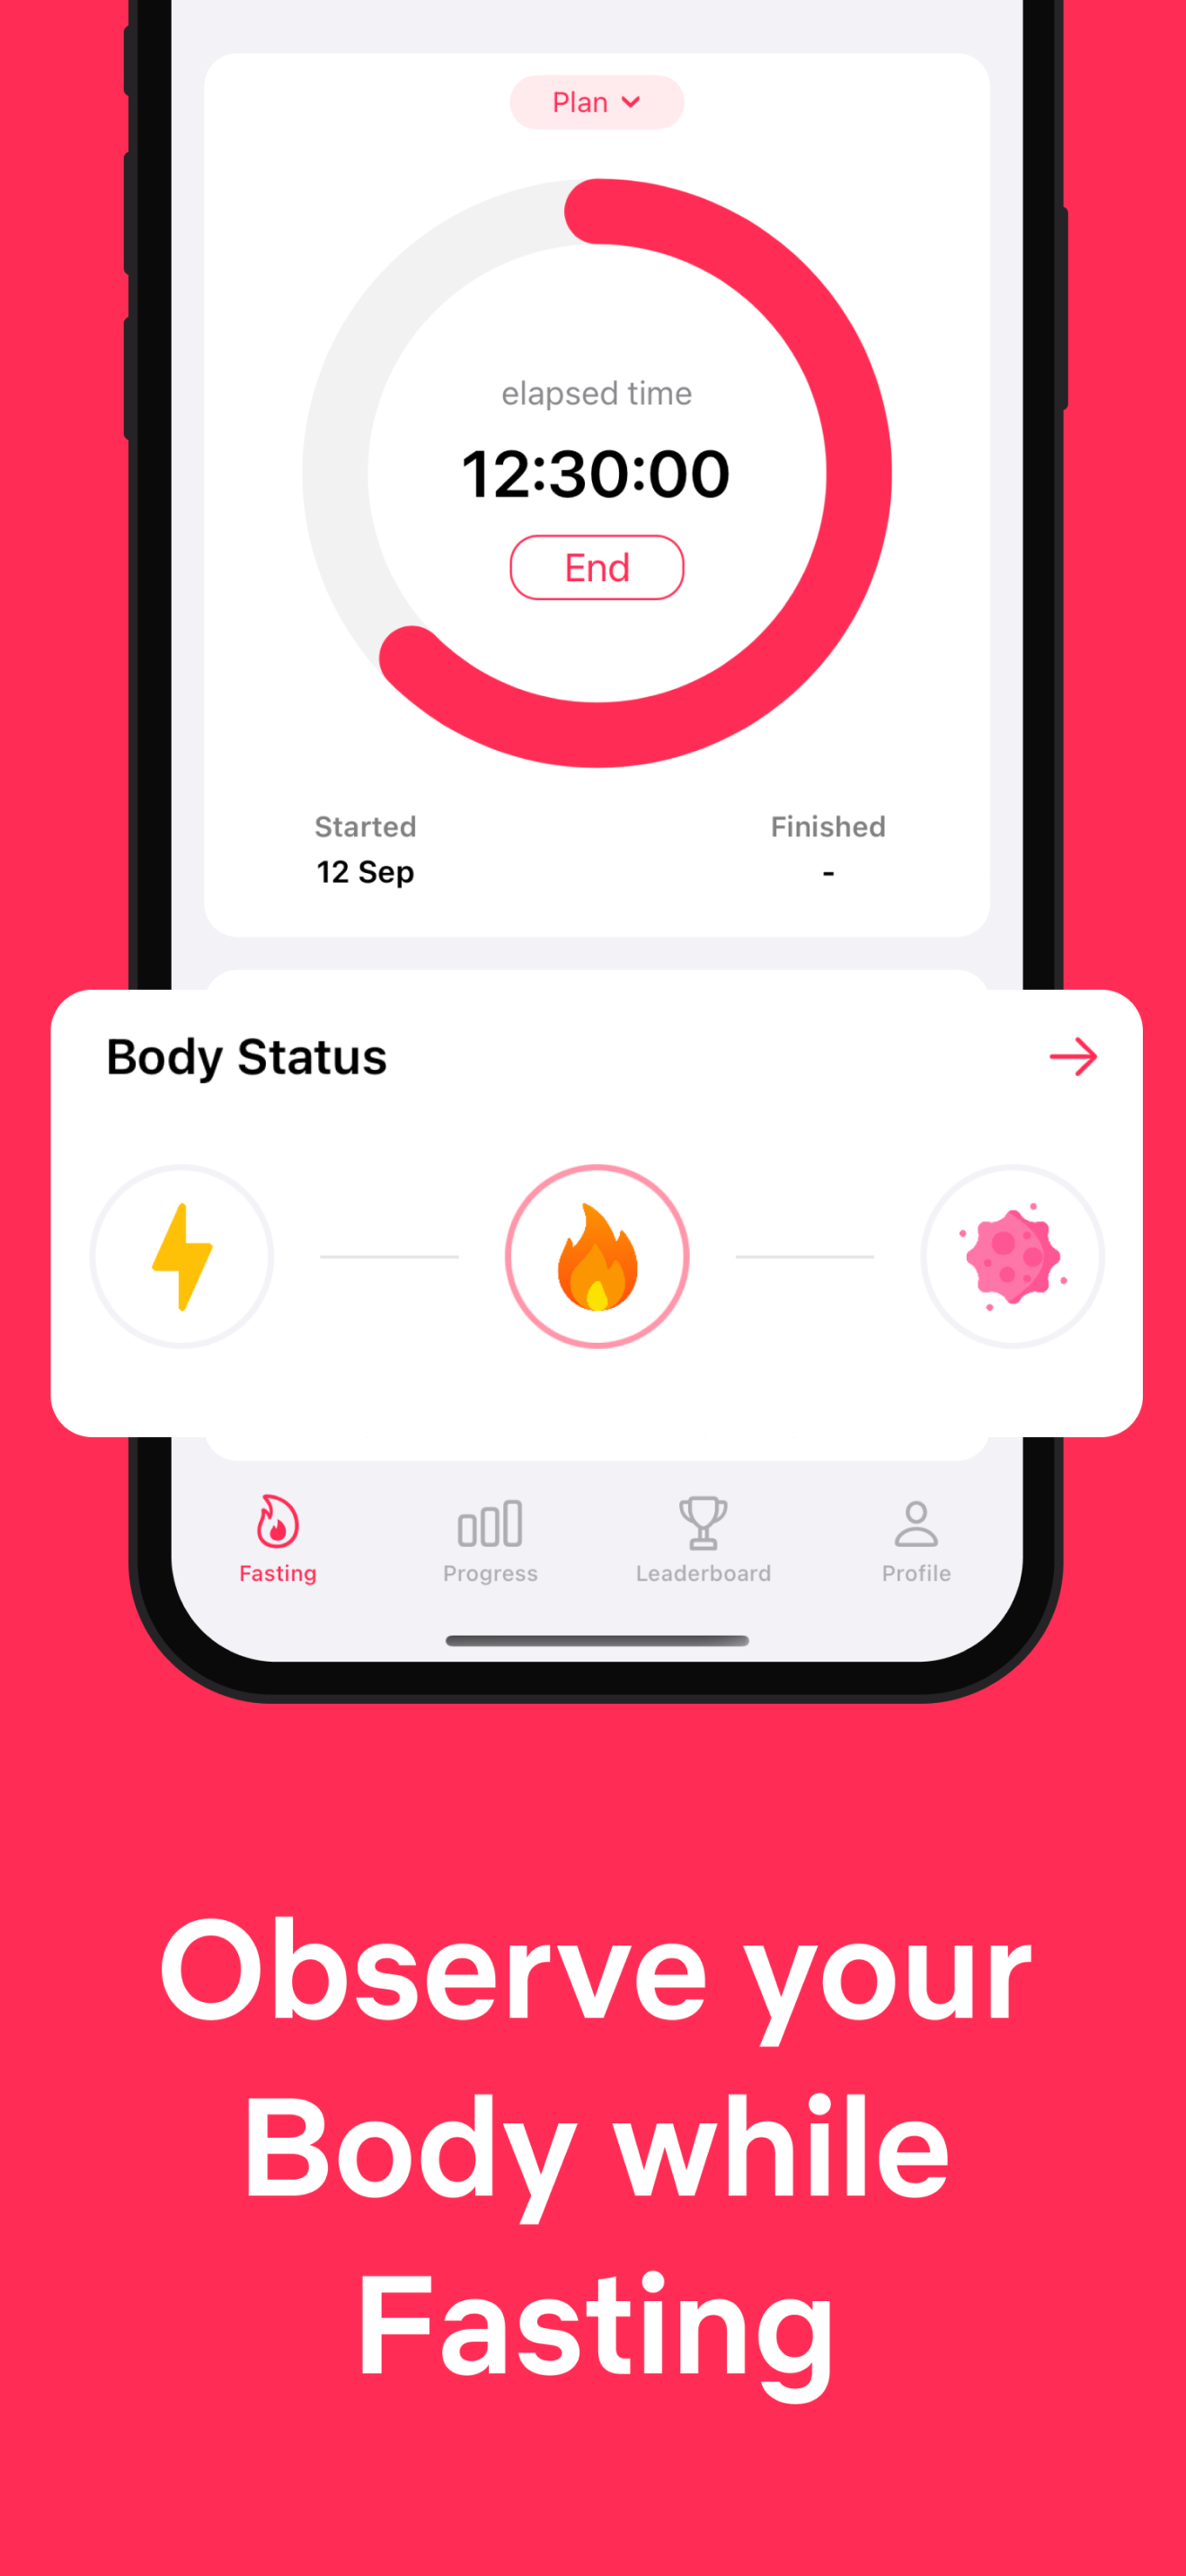 Plan
elapsed time
12:30:00
End
Started
Finished
12 Sep
-
Body Status
Fasting
Progress
Leaderboard
Profile
Observe your
Body while
Fasting